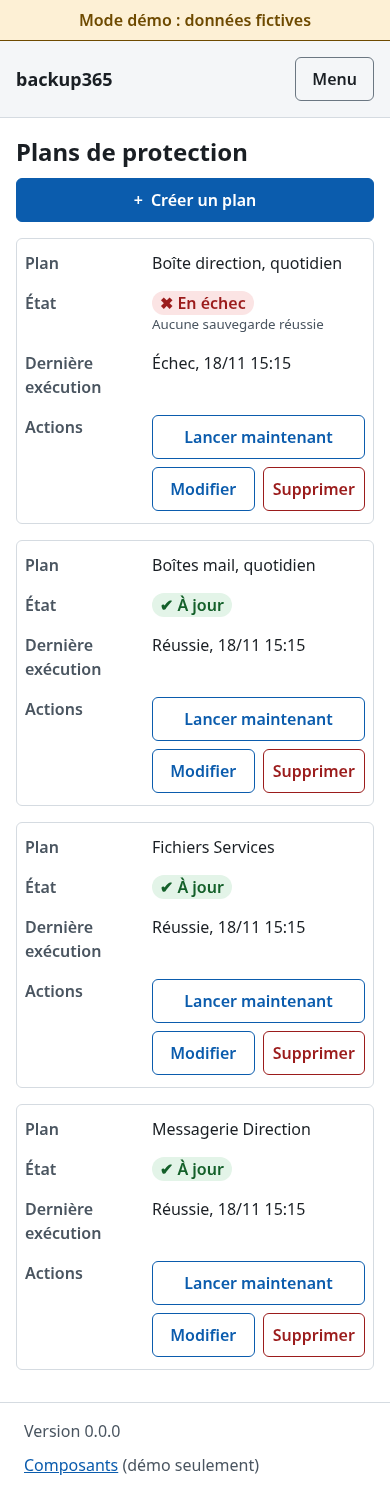 Mode démo : données fictives
backup365
Menu
Plans de protection
+ Créer un plan
Plan
Boîte direction, quotidien
État
✖ En échec
Aucune sauvegarde réussie
Dernière
exécution
Échec, 18/11 15:15
Actions
Lancer maintenant
Modifier
Supprimer
Plan
Boîtes mail, quotidien
État
✔ À jour
Dernière
exécution
Réussie, 18/11 15:15
Actions
Lancer maintenant
Modifier
Supprimer
Plan
Fichiers Services
État
✔ À jour
Dernière
exécution
Réussie, 18/11 15:15
Actions
Lancer maintenant
Modifier
Supprimer
Plan
Messagerie Direction
État
✔ À jour
Dernière
exécution
Réussie, 18/11 15:15
Actions
Lancer maintenant
Modifier
Supprimer
Version 0.0.0
Composants (démo seulement)